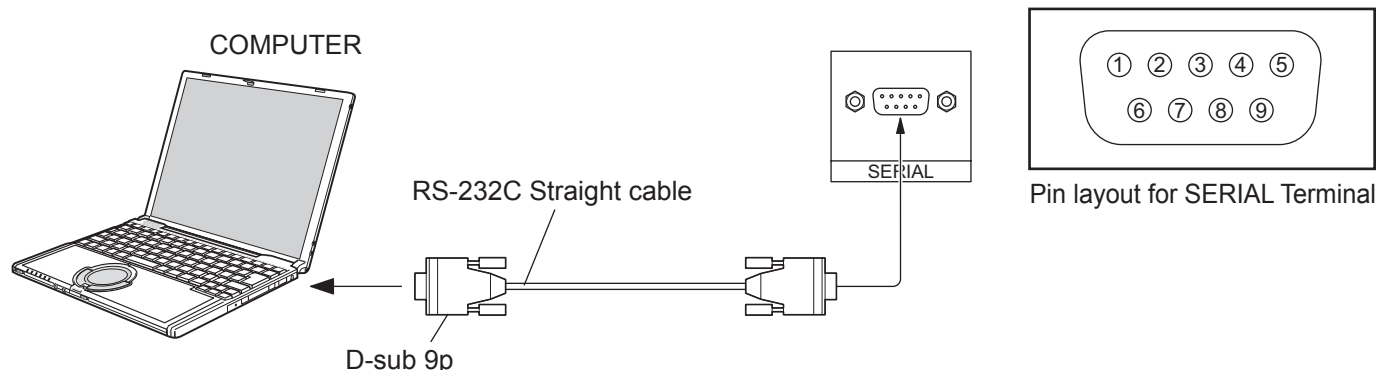 COMPUTER
RS-232C Straight cable
D-sub 9p
SERIAL
① ② ③ ④ ⑤
⑥ ⑦ ⑧ ⑨
Pin layout for SERIAL Terminal